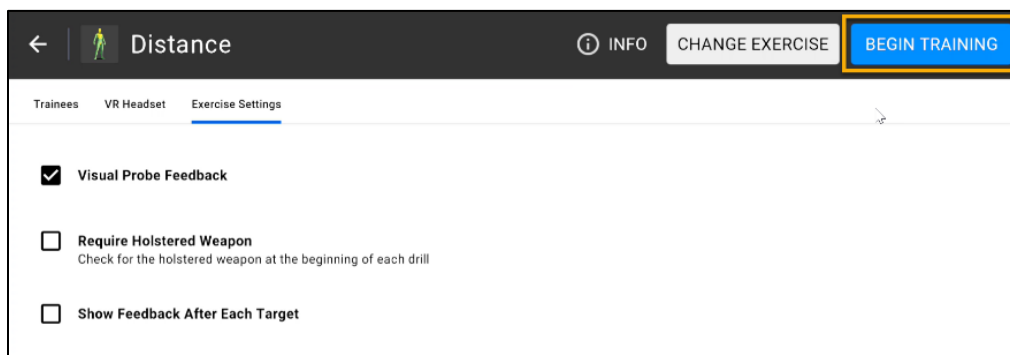 Distance
INFO
CHANGE EXERCISE
BEGIN TRAINING
Trainees
VR Headset
Exercise Settings
Visual Probe Feedback
Require Holstered Weapon
Check for the holstered weapon at the beginning of each drill
Show Feedback After Each Target